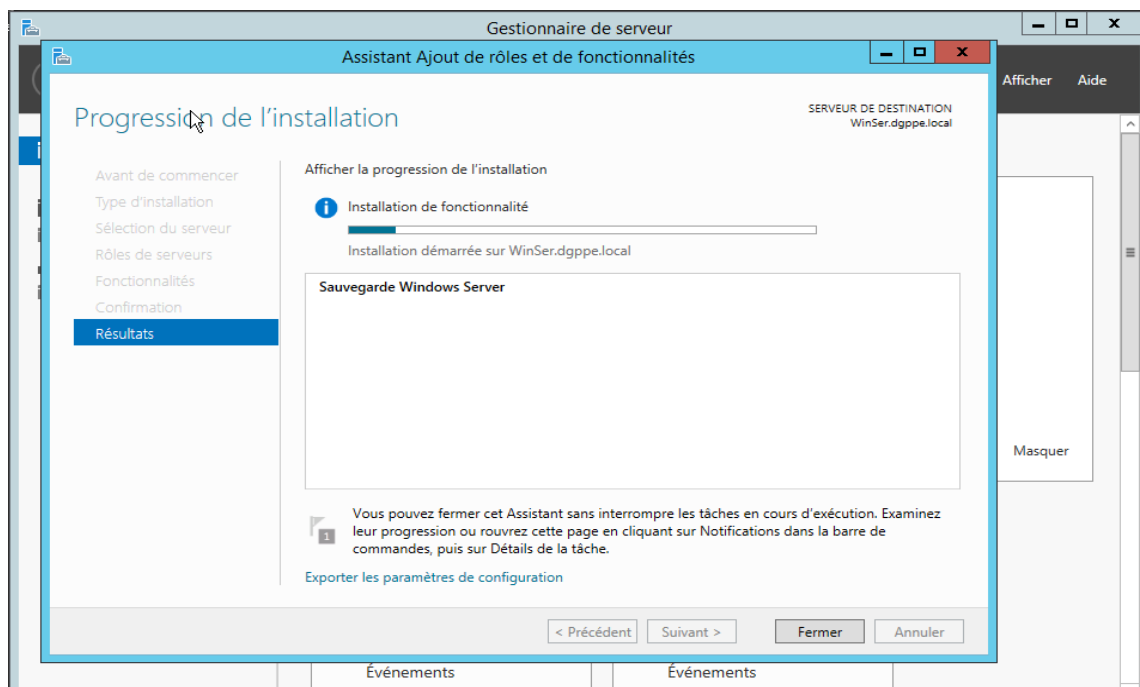 Gestionnaire de serveur
Assistant Ajout de rôles et de fonctionnalités
Afficher Aide
Progression de l'installation
SERVEUR DE DESTINATION
WinSer.dgppe.local
Avant de commencer
Type d'installation
Sélection du serveur
Rôles de serveurs
Fonctionnalités
Confirmation
Résultats
Afficher la progression de l'installation
Installation de fonctionnalité
Installation démarrée sur WinSer.dgppe.local
Sauvegarde Windows Server
Masquer
1
Vous pouvez fermer cet Assistant sans interrompre les tâches en cours d'exécution. Examinez
leur progression ou rouvrez cette page en cliquant sur Notifications dans la barre de
commandes, puis sur Détails de la tâche.
Exporter les paramètres de configuration
< Précédent Suivant > Fermer Annuler
Événements Événements